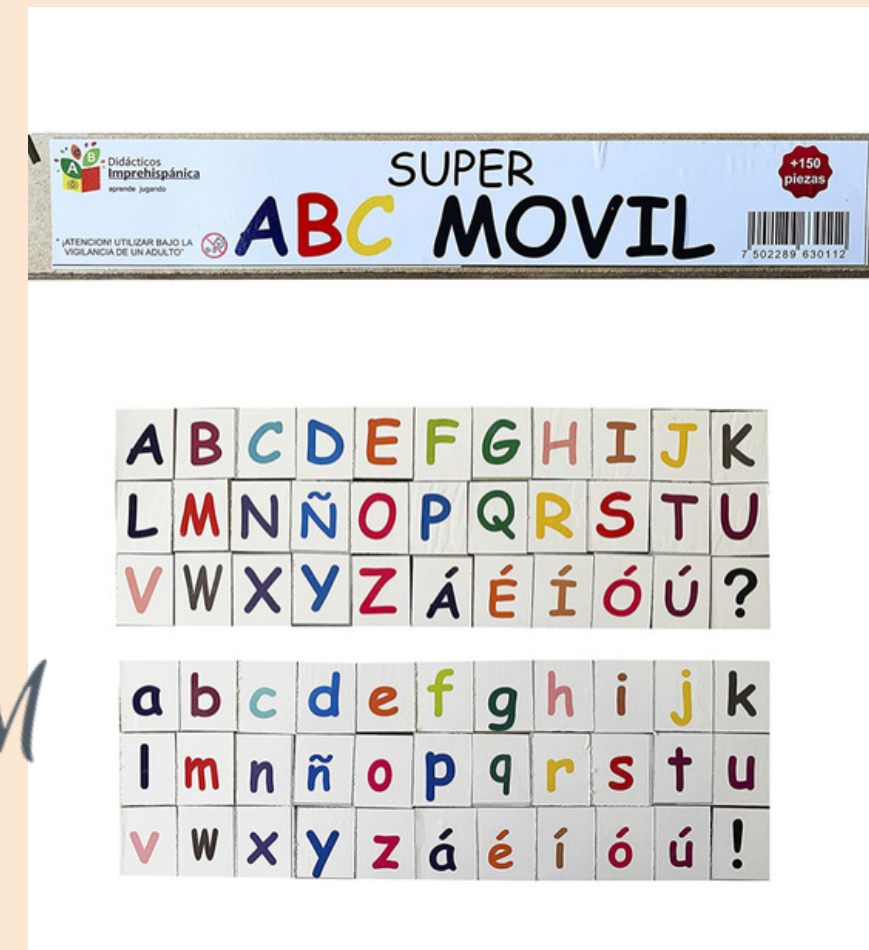 Didácticos
Imprehispánica
aprende jugando
SUPER
ABC MOVIL
+150
piezas
" ¡ATENCION! UTILIZAR BAJO LA
VIGILANCIA DE UN ADULTO"
7 502289 630112
A B C D E F G H I J K
L M N Ñ O P Q R S T U
V W X Y Z Á É Í Ó Ú ?
a b c d e f g h i j k
l m n ñ o p q r s t u
v w x y z á é í ó ú !